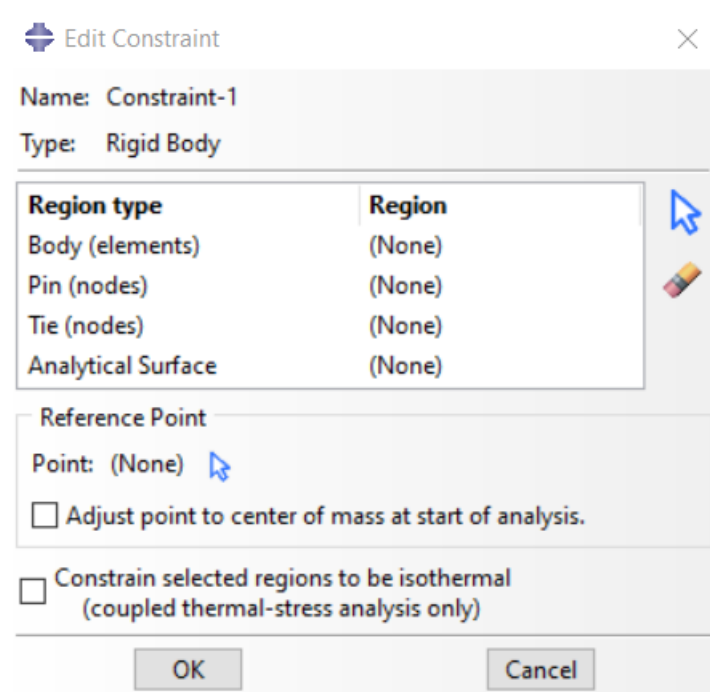 Edit Constraint
Name: Constraint-1
Type: Rigid Body
Region type Region
Body (elements) (None)
Pin (nodes) (None)
Tie (nodes) (None)
Analytical Surface (None)
Reference Point
Point: (None)
Adjust point to center of mass at start of analysis.
Constrain selected regions to be isothermal
(coupled thermal-stress analysis only)
OK Cancel